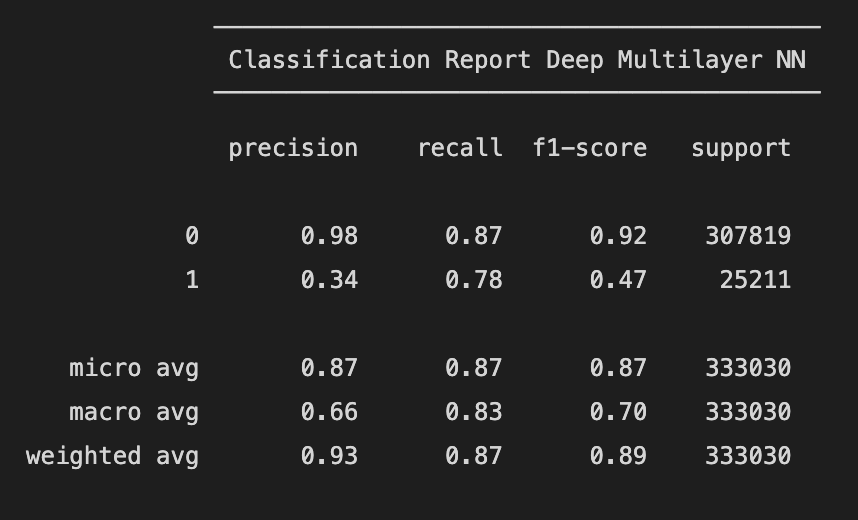 Classification Report Deep Multilayer NN
precision recall f1-score support
0 0.98 0.87 0.92 307819
1 0.34 0.78 0.47 25211
micro avg 0.87 0.87 0.87 333030
macro avg 0.66 0.83 0.70 333030
weighted avg 0.93 0.87 0.89 333030